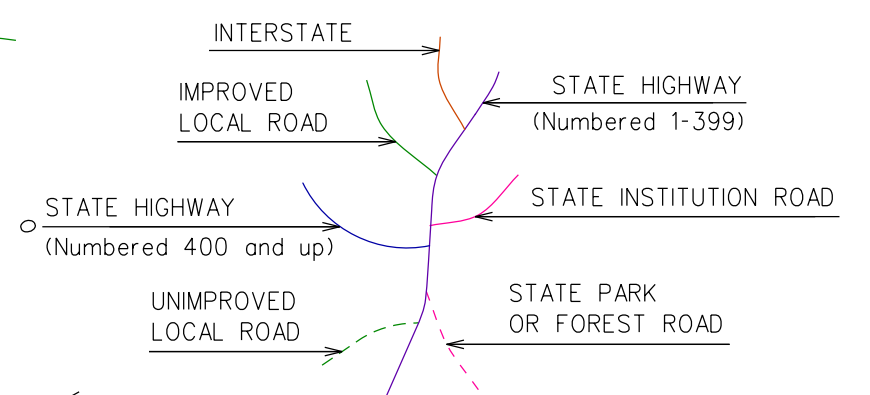 INTERSTATE
STATE HIGHWAY
(Numbered 1-399)
IMPROVED
LOCAL ROAD
STATE INSTITUTION ROAD
STATE HIGHWAY
(Numbered 400 and up)
STATE PARK
OR FOREST ROAD
UNIMPROVED
LOCAL ROAD